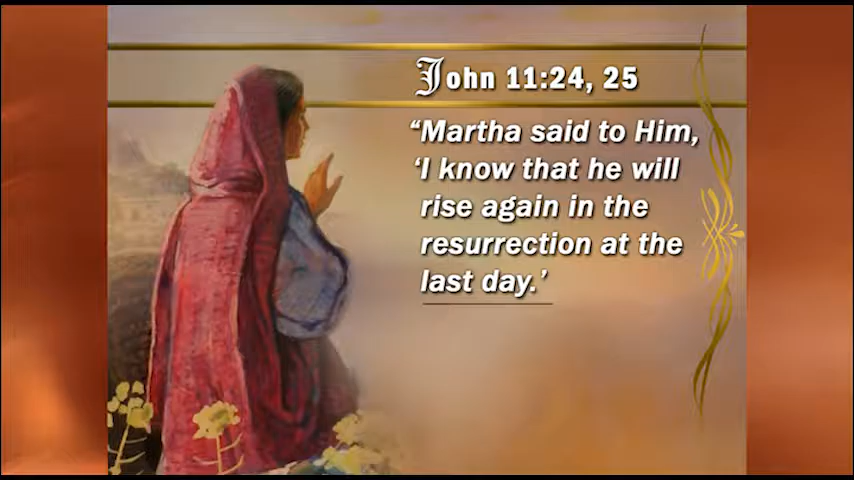 John 11:24, 25
“Martha said to Him,
‘I know that he will
rise again in the
resurrection at the
last day.’